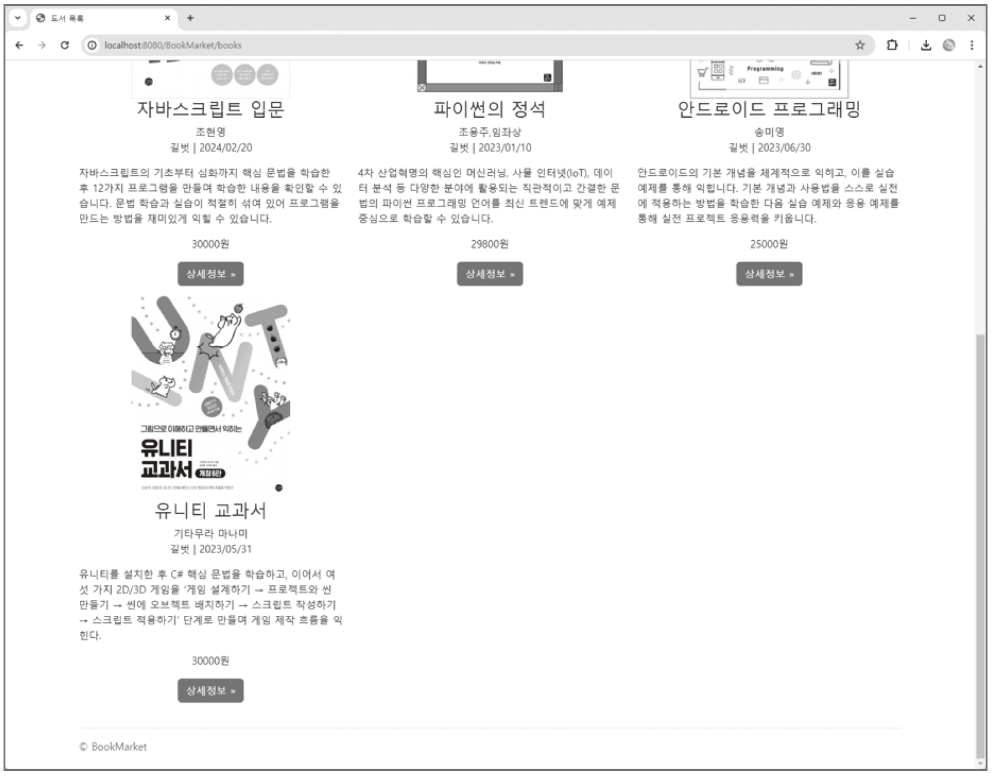 도서 목록
localhost:8080/BookMarket/books
Programming
자바스크립트 입문
조현영
길벗 | 2024/02/20
자바스크립트의 기초부터 심화까지 핵심 문법을 학습한
후 12가지 프로그램을 만들며 학습한 내용을 확인할 수 있
습니다. 문법 학습과 실습이 적절히 섞여 있어 프로그램을
만드는 방법을 재미있게 익힐 수 있습니다.
30000원
상세정보 »
파이썬의 정석
조용주,임좌상
길벗 | 2023/01/10
4차 산업혁명의 핵심인 머신러닝, 사물 인터넷(IoT), 데이
터 분석 등 다양한 분야에 활용되는 직관적이고 간결한 문
법의 파이썬 프로그래밍 언어를 최신 트렌드에 맞게 예제
중심으로 학습할 수 있습니다.
29800원
상세정보 »
안드로이드 프로그래밍
송미영
길벗 | 2023/06/30
안드로이드의 기본 개념을 체계적으로 익히고, 이를 실습
예제를 통해 익힙니다. 기본 개념과 사용법을 스스로 실전
에 적용하는 방법을 학습한 다음 실습 예제와 응용 예제를
통해 실전 프로젝트 응용력을 키웁니다.
25000원
상세정보 »
UNITY
그림으로 이해하고 만들면서 익히는
유니티
교과서 개정6판
유니티 교과서
기타무라 마나미
길벗 | 2023/05/31
유니티를 설치한 후 C# 핵심 문법을 학습하고, 이어서 여
섯 가지 2D/3D 게임을 '게임 설계하기 → 프로젝트와 씬
만들기 → 씬에 오브젝트 배치하기 → 스크립트 작성하기
→ 스크립트 적용하기' 단계로 만들며 게임 제작 흐름을 익
힌다.
30000원
상세정보 »
© BookMarket